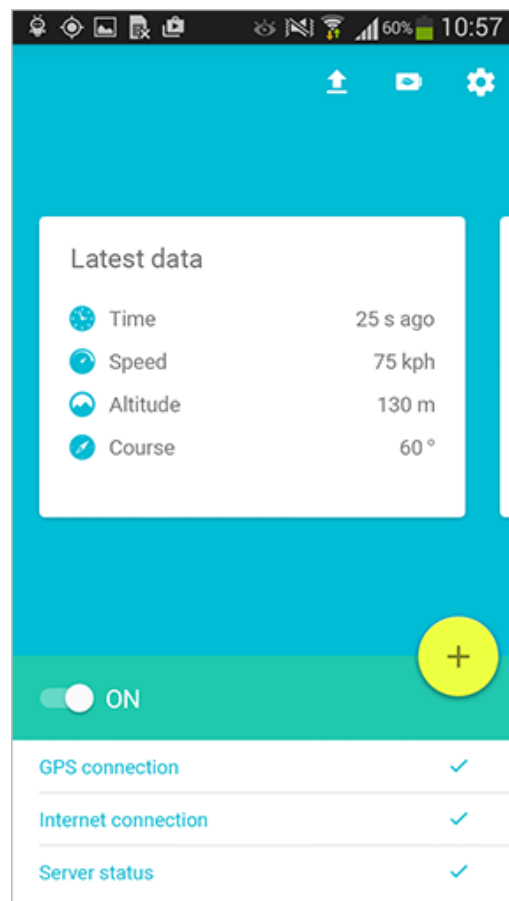 60% 10:57
Latest data
Time 25 s ago
Speed 75 kph
Altitude 130 m
Course 60 °
ON
GPS connection
Internet connection
Server status